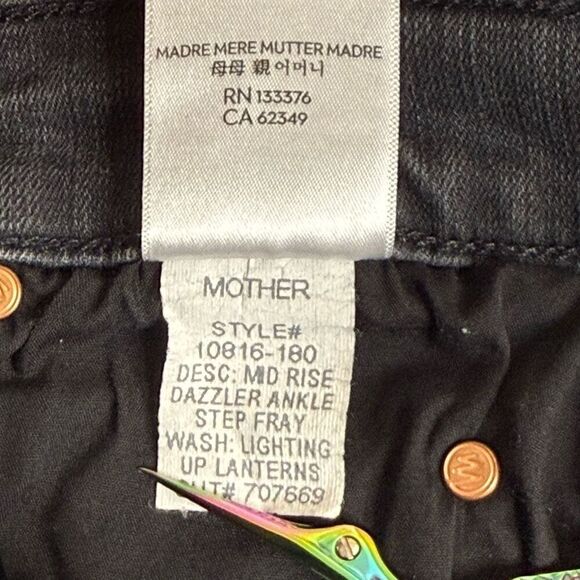 MADRE MERE MUTTER MADRE
母母 親 어머니
RN 133376
CA 62349
MOTHER
STYLE#
10816-180
DESC: MID RISE
DAZZLER ANKLE
STEP FRAY
WASH: LIGHTING
UP LANTERNS
CUT# 707669
M